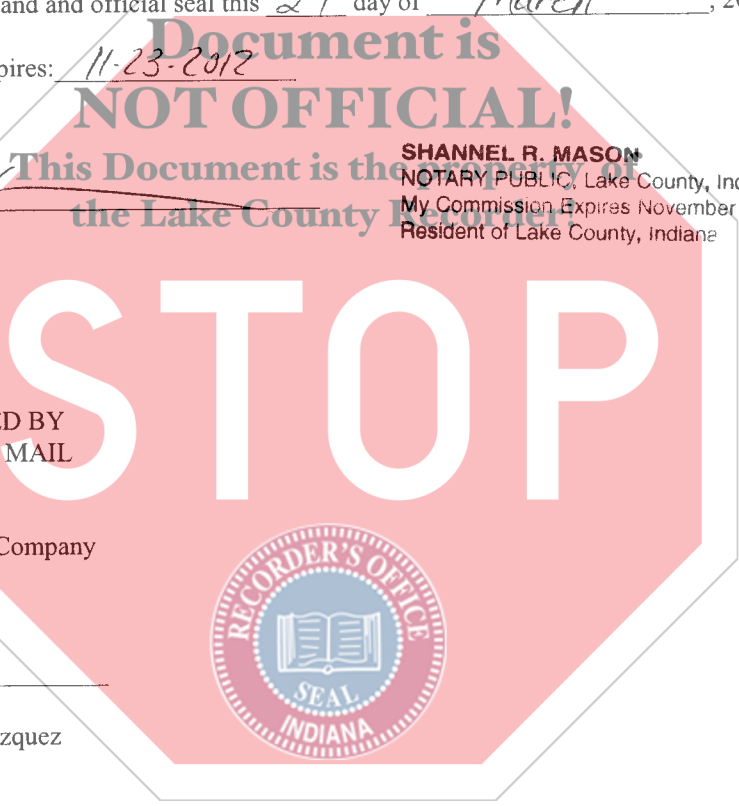 and and official seal this 21 day of March, 20
pires: 11-23-2012
Document is
NOT OFFICIAL!
This Document is the property of
the Lake County Recorder!
SHANNEL R. MASON
NOTARY PUBLIC, Lake County, Ind
My Commission Expires November
Resident of Lake County, Indiana
STOP
ED BY
MAIL
Company
RECORDER'S OFFICE
SEAL
INDIANA
zquez